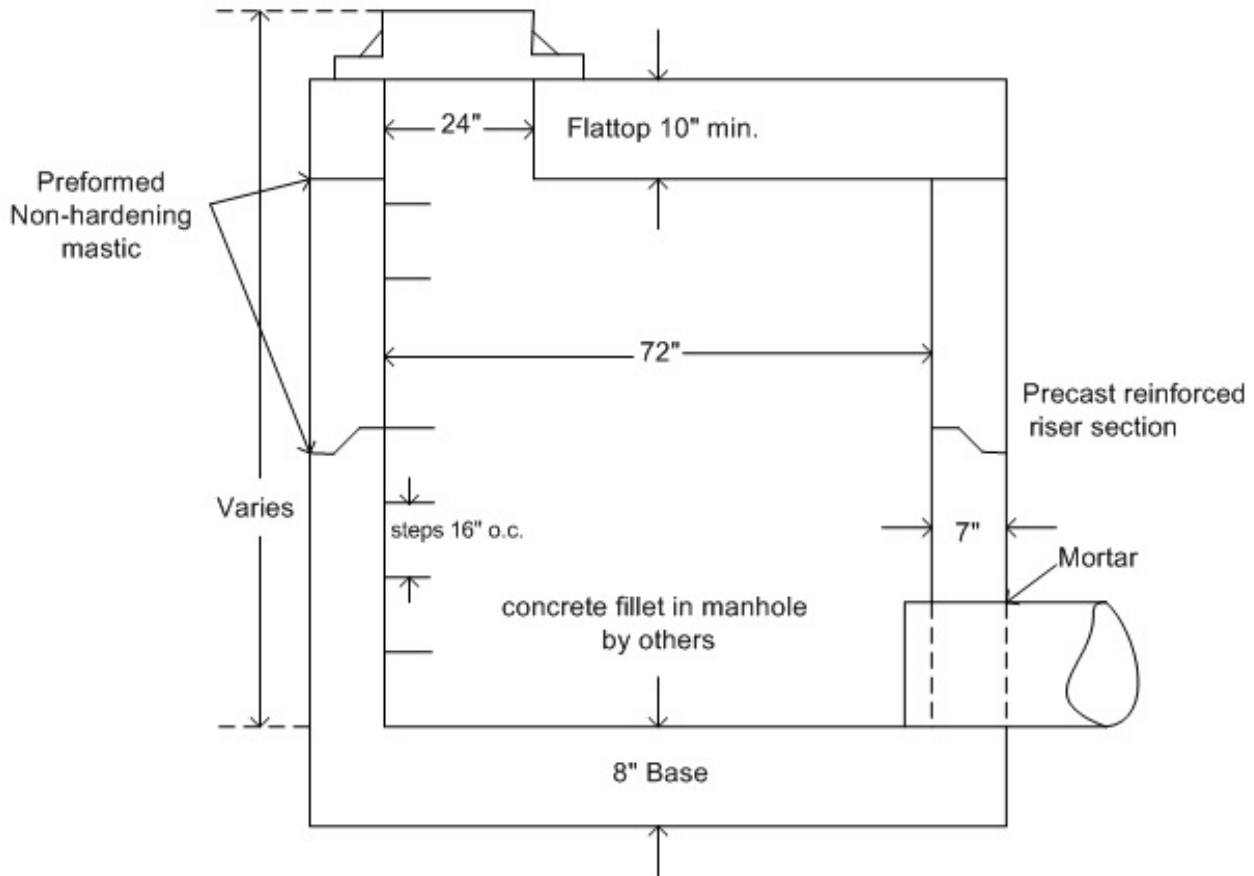 24"
Flattop 10" min.
Preformed
Non-hardening
mastic
72"
Precast reinforced
riser section
Varies
steps 16" o.c.
7"
Mortar
concrete fillet in manhole
by others
8" Base